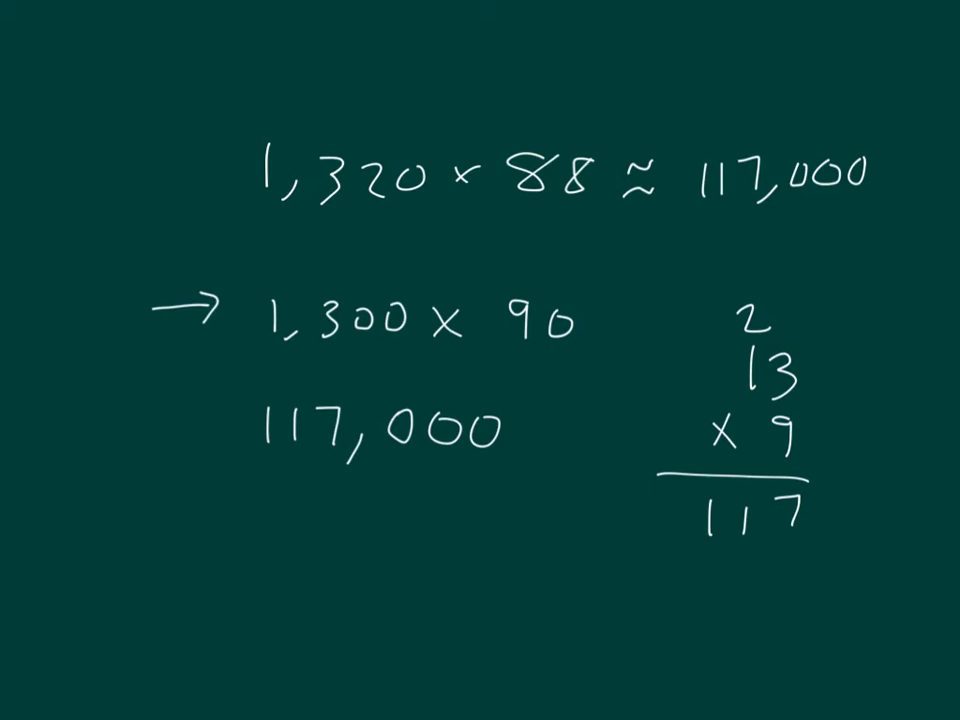 1,320 × 88 ≈ 117,000
→ 1,300 × 90
117,000
2
13
× 9
117